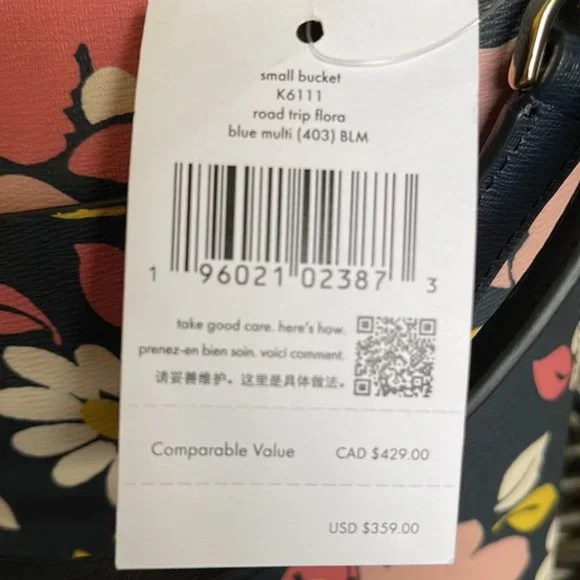 small bucket
K6111
road trip flora
blue multi (403) BLM
1 96021 02387 3
take good care. here's how.
prenez-en bien soin. voici comment.
请妥善维护。这里是具体做法。
Comparable Value CAD $429.00
USD $359.00